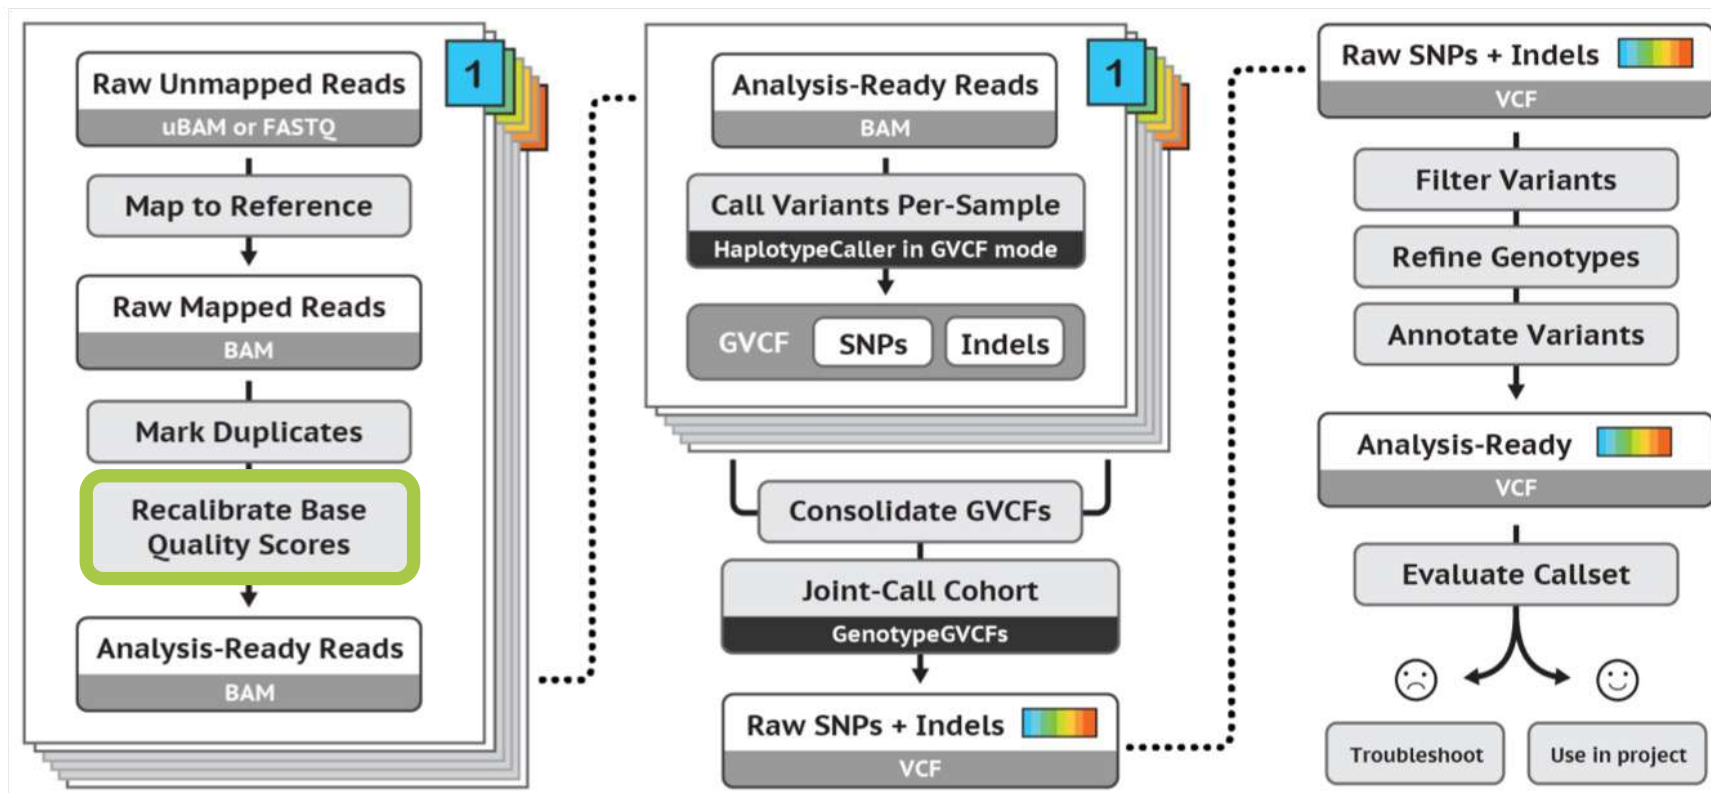 1
Raw Unmapped Reads
uBAM or FASTQ
Map to Reference
Raw Mapped Reads
BAM
Mark Duplicates
Recalibrate Base
Quality Scores
Analysis-Ready Reads
BAM
1
Analysis-Ready Reads
BAM
Call Variants Per-Sample
HaplotypeCaller in GVCF mode
GVCF SNPs Indels
Consolidate GVCFs
Joint-Call Cohort
GenotypeGVCFs
Raw SNPs + Indels
VCF
Raw SNPs + Indels
VCF
Filter Variants
Refine Genotypes
Annotate Variants
Analysis-Ready
VCF
Evaluate Callset
Troubleshoot
Use in project